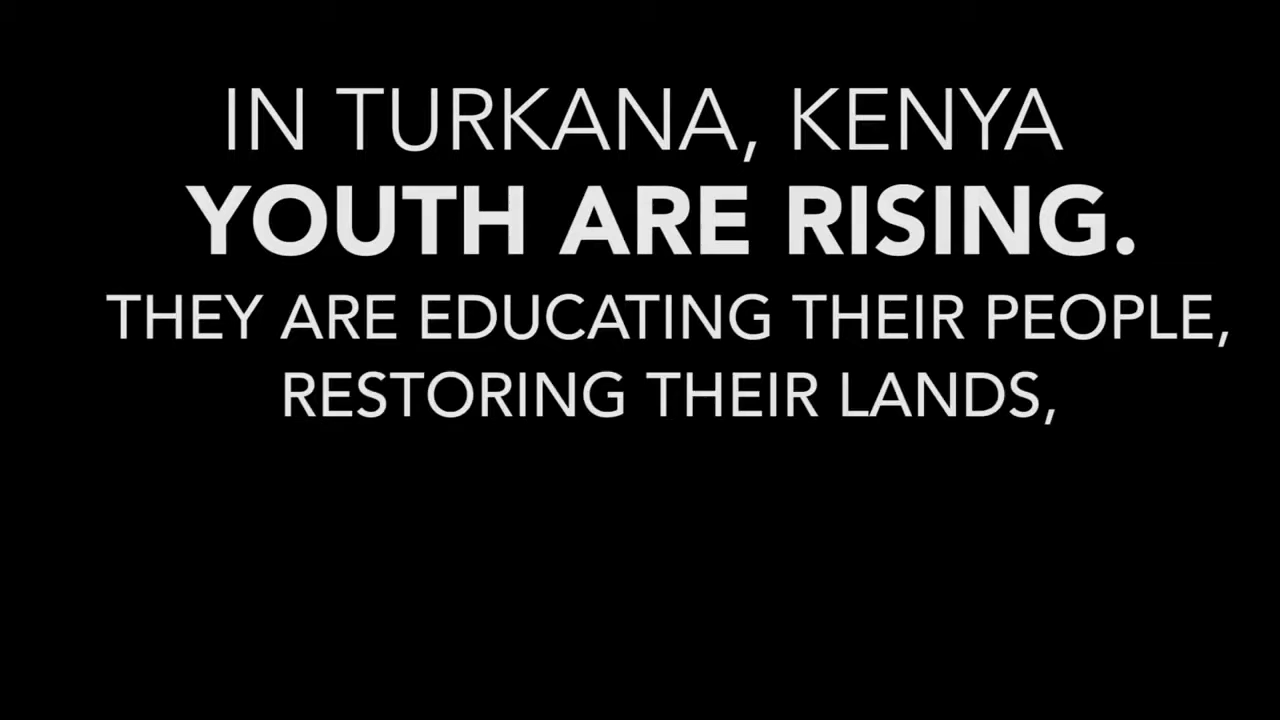 IN TURKANA, KENYA
YOUTH ARE RISING.
THEY ARE EDUCATING THEIR PEOPLE,
RESTORING THEIR LANDS,